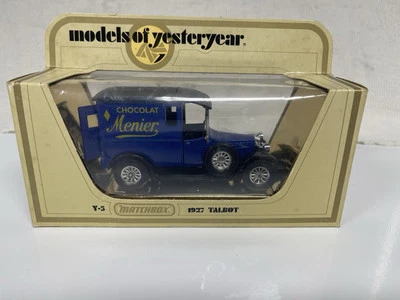 models of yesteryear
CHOCOLAT
Menier
Y-5 MATCHBOX 1927 TALBOT